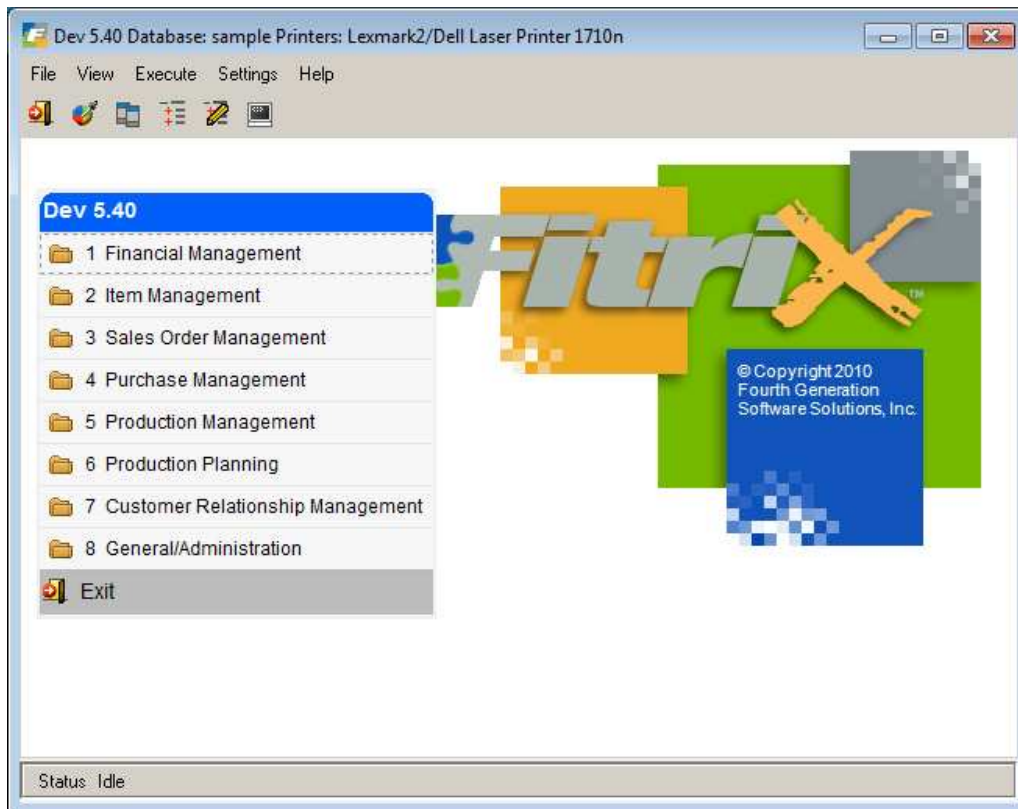 Dev 5.40 Database: sample Printers: Lexmark2/Dell Laser Printer 1710n
File View Execute Settings Help
Dev 5.40
1 Financial Management
2 Item Management
3 Sales Order Management
4 Purchase Management
5 Production Management
6 Production Planning
7 Customer Relationship Management
8 General/Administration
Exit
Fitrix
TM
© Copyright 2010
Fourth Generation
Software Solutions, Inc.
Status Idle